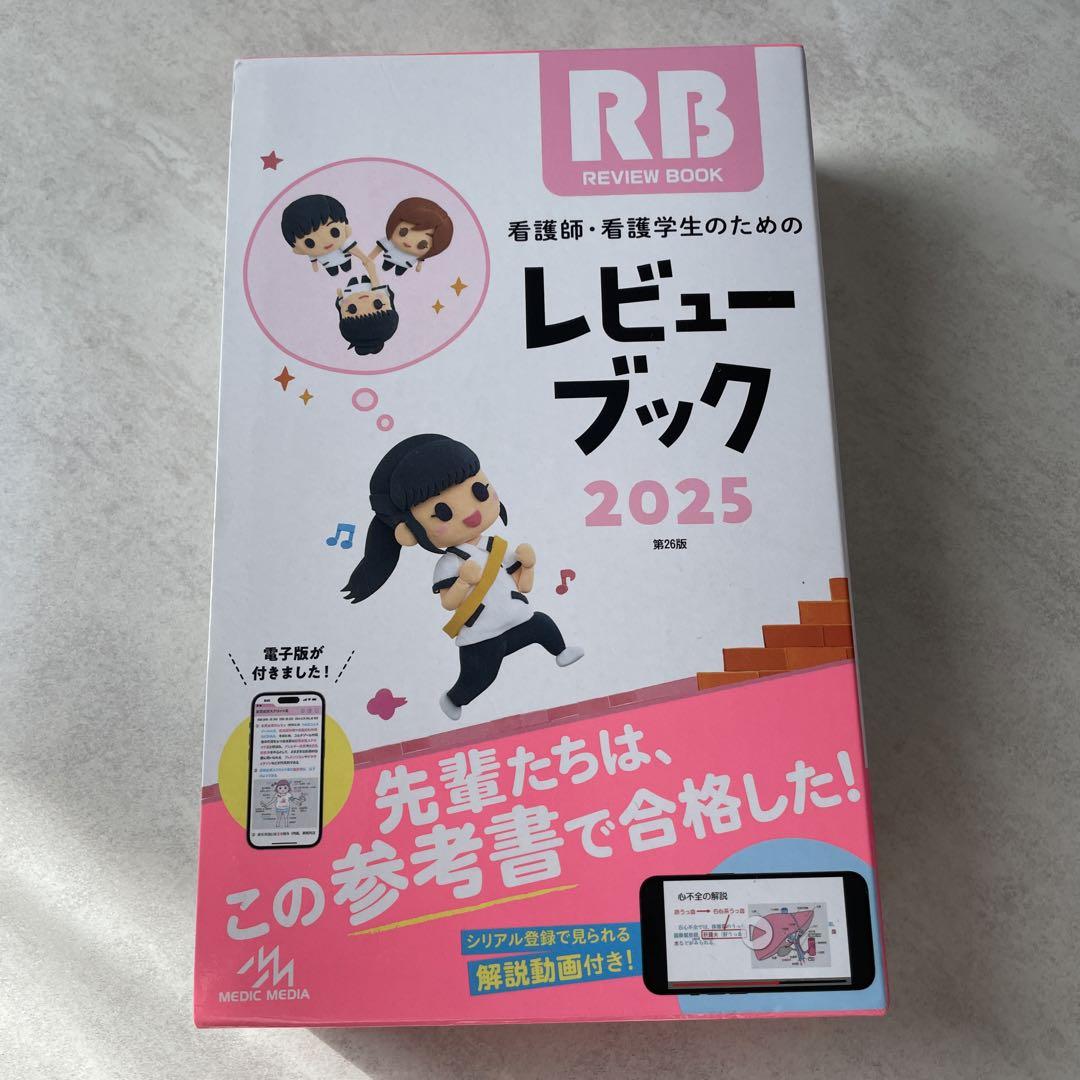 RB
REVIEW BOOK
看護師・看護学生のための
レビュー
ブック
2025
第26版
電子版が
付きました!
先輩たちは、
この参考書で合格した!
シリアル登録で見られる
解説動画付き!
心不全の解説
MEDIC MEDIA